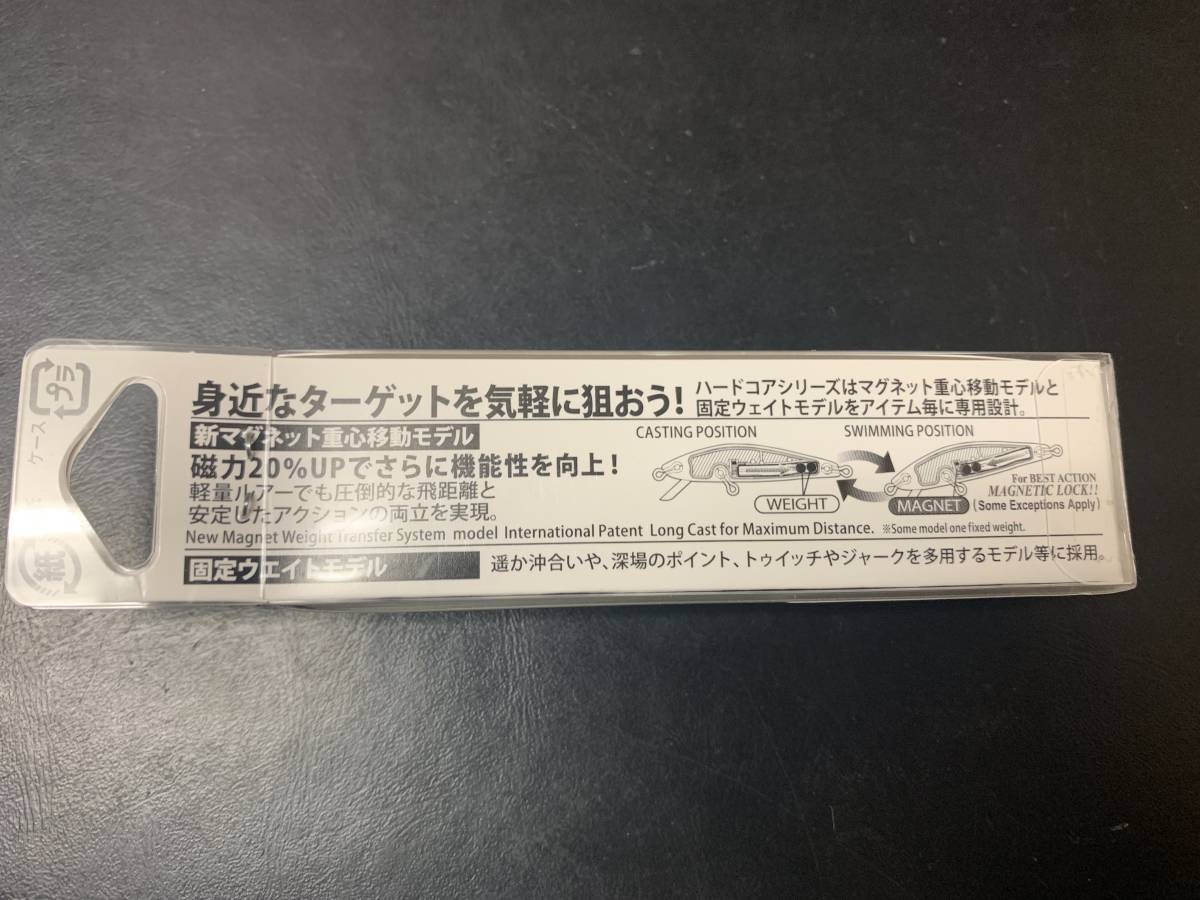 プラ
ケース
紙
身近なターゲットを気軽に狙おう!
ハードコアシリーズはマグネット重心移動モデルと
固定ウェイトモデルをアイテム毎に専用設計。
新マグネット重心移動モデル
磁力20%UPでさらに機能性を向上!
軽量ルアーでも圧倒的な飛距離と
安定したアクションの両立を実現。
CASTING POSITION
SWIMMING POSITION
WEIGHT
MAGNET
For BEST ACTION
MAGNETIC LOCK!!
(Some Exceptions Apply)
New Magnet Weight Transfer System model International Patent Long Cast for Maximum Distance. ※Some model one fixed weight.
固定ウエイトモデル
遥か沖合いや、深場のポイント、トゥイッチやジャークを多用するモデル等に採用。